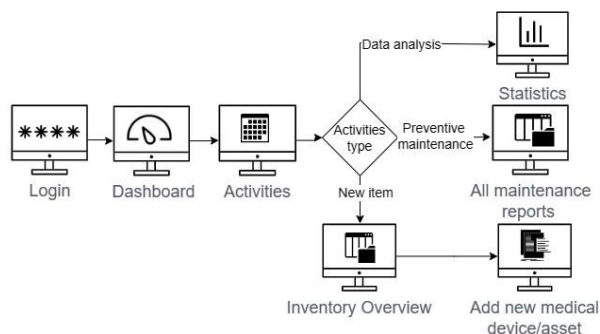 Data analysis
Statistics
****
Login
Dashboard
Activities
Activities
type
Preventive
maintenance
All maintenance
reports
New item
Inventory Overview
Add new medical
device/asset